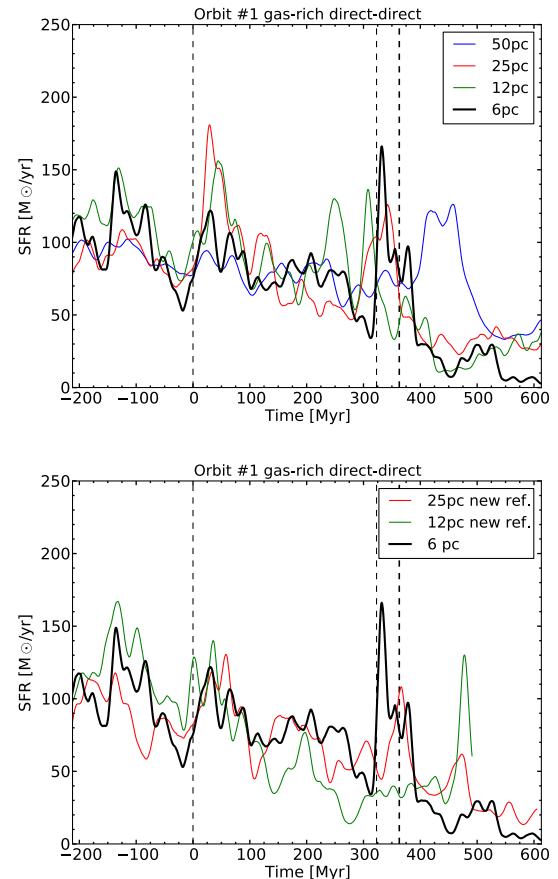 Orbit #1 gas-rich direct-direct
250
200
150
100
50
0
SFR [M⊙/yr]
50pc
25pc
12pc
6pc
−200 −100 0 100 200 300 400 500 600
Time [Myr]
Orbit #1 gas-rich direct-direct
250
200
150
100
50
0
SFR [M⊙/yr]
25pc new ref.
12pc new ref.
6 pc
−200 −100 0 100 200 300 400 500 600
Time [Myr]